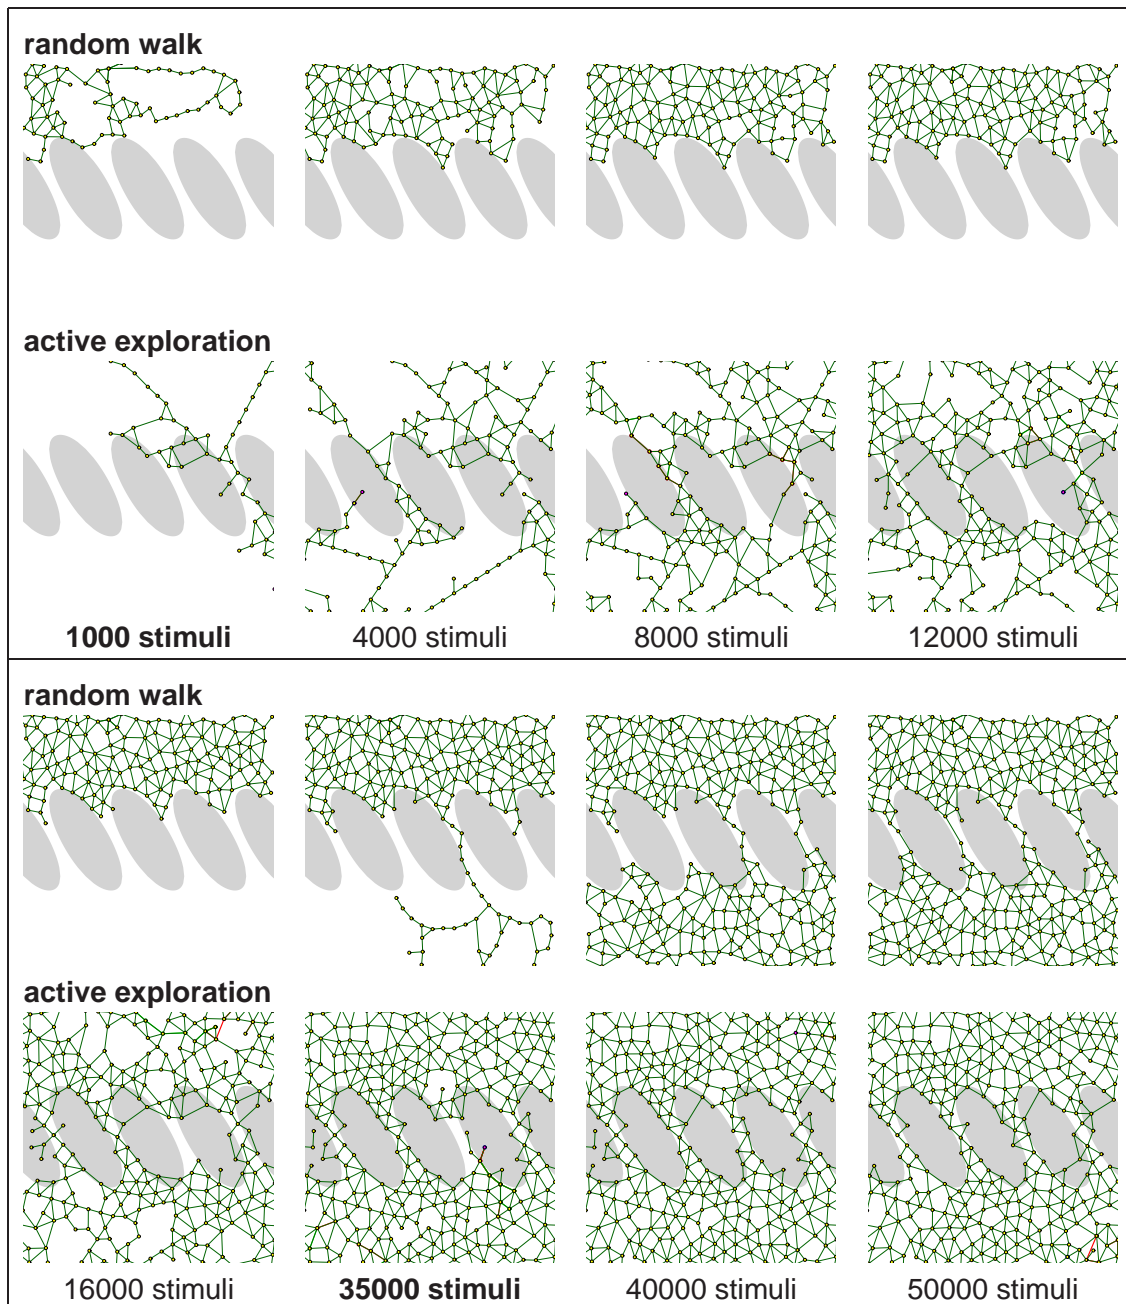 random walk
active exploration
1000 stimuli
4000 stimuli
8000 stimuli
12000 stimuli
random walk
active exploration
16000 stimuli
35000 stimuli
40000 stimuli
50000 stimuli